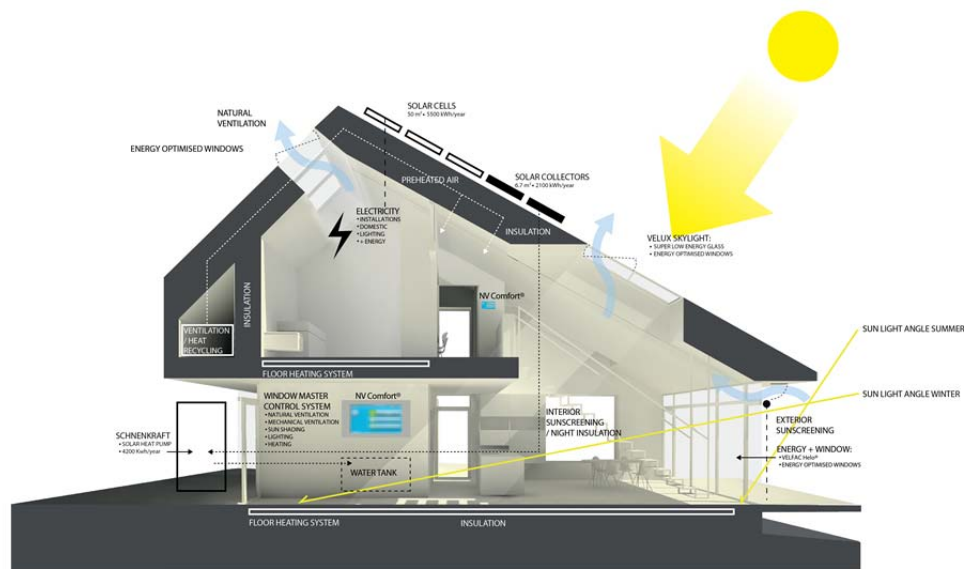 SOLAR CELLS
50 m² • 5500 kWh/year
NATURAL
VENTILATION
ENERGY OPTIMISED WINDOWS
PREHEATED AIR
SOLAR COLLECTORS
6.7 m² • 2100 kWh/year
ELECTRICITY
• INSTALLATIONS
• DOMESTIC
• LIGHTING
• + ENERGY
INSULATION
VELUX SKYLIGHT:
• SUPER LOW ENERGY GLASS
• ENERGY OPTIMISED WINDOWS
INSULATION
NV Comfort®
VENTILATION
/ HEAT
RECYCLING
SUN LIGHT ANGLE SUMMER
FLOOR HEATING SYSTEM
WINDOW MASTER
CONTROL SYSTEM
• NATURAL VENTILATION
• MECHANICAL VENTILATION
• SUN SHADING
• LIGHTING
• HEATING
NV Comfort®
SUN LIGHT ANGLE WINTER
INTERIOR
SUNSCREENING
/ NIGHT INSULATION
EXTERIOR
SUNSCREENING
SCHNENKRAFT
• SOLAR HEAT PUMP
• 4200 Kwh/year
ENERGY + WINDOW:
• VELFAC Helo®
• ENERGY OPTIMISED WINDOWS
WATER TANK
FLOOR HEATING SYSTEM
INSULATION